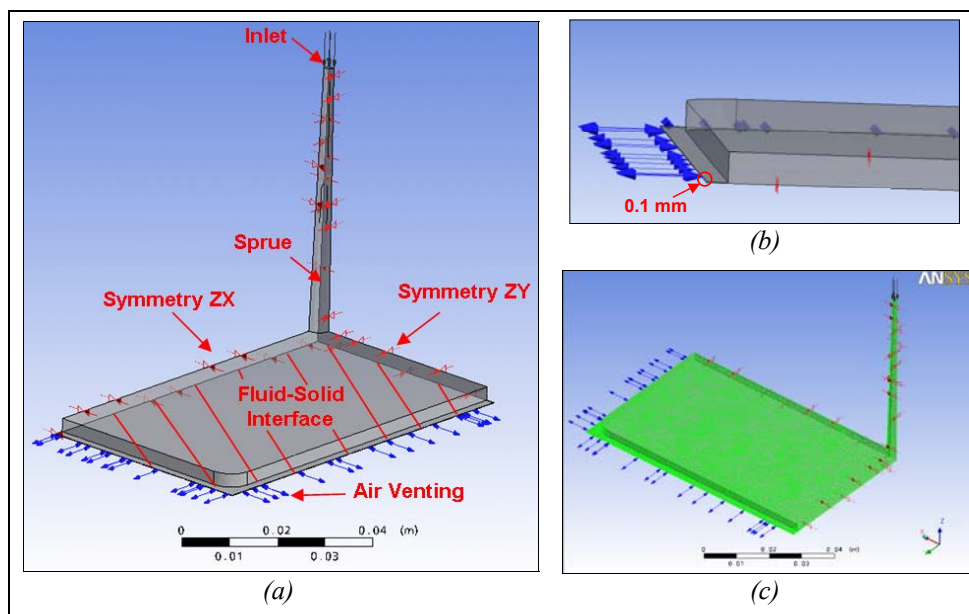 Inlet
Sprue
Symmetry ZX
Symmetry ZY
Fluid-Solid
Interface
Air Venting
0 0.02 0.04 (m)
0.01 0.03
(a)
0.1 mm
(b)
ANSYS
0 0.02 0.04 (m)
0.01 0.03
Z
(c)